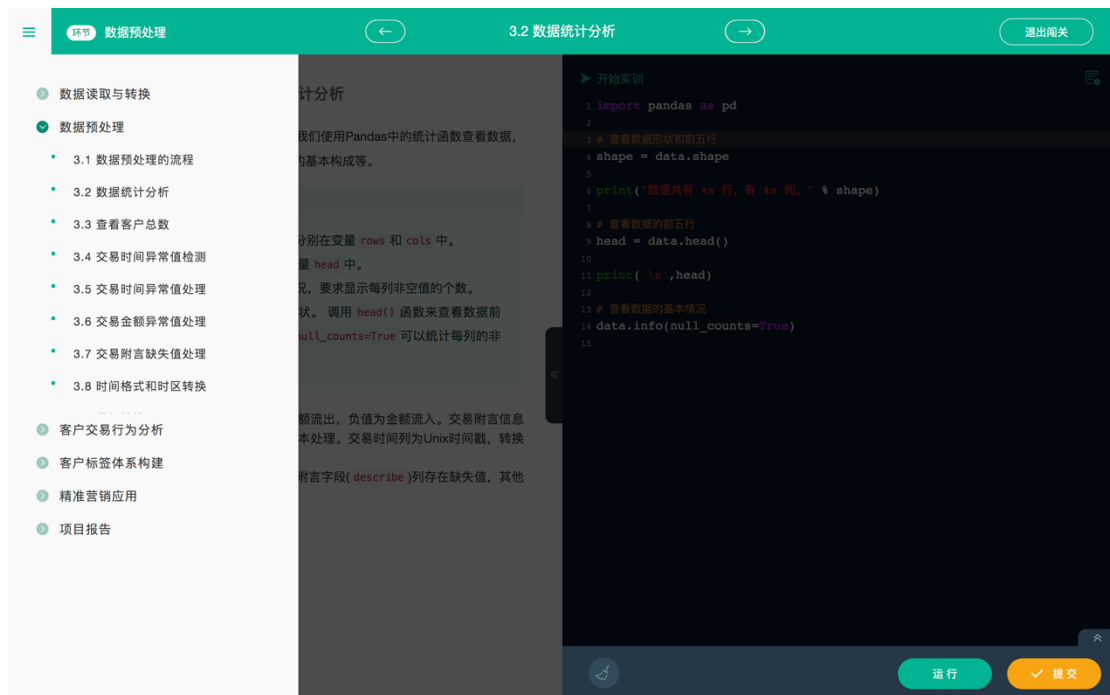 环节 数据预处理
3.2 数据统计分析
退出闯关
数据读取与转换
数据预处理
3.1 数据预处理的流程
3.2 数据统计分析
3.3 查看客户总数
3.4 交易时间异常值检测
3.5 交易时间异常值处理
3.6 交易金额异常值处理
3.7 交易附言缺失值处理
3.8 时间格式和时区转换
客户交易行为分析
客户标签体系构建
精准营销应用
项目报告
计分析
我们使用Pandas中的统计函数查看数据，
的基本构成等。
分别在变量 rows 和 cols 中。
量 head 中。
况，要求显示每列非空值的个数。
状。 调用 head() 函数来查看数据前
null_counts=True 可以统计每列的非
额流出，负值为金额流入。交易附言信息
本处理。交易时间列为Unix时间戳，转换
附言字段( describe )列存在缺失值，其他
开始实训
1 import pandas as pd
2
3 # 查看数据形状和前五行
4 shape = data.shape
5
6 print("数据共有 %s 行，有 %s 列。" % shape)
7
8 # 查看数据的前五行
9 head = data.head()
10
11 print('\n',head)
12
13 # 查看数据的基本情况
14 data.info(null_counts=True)
15
运行
提交